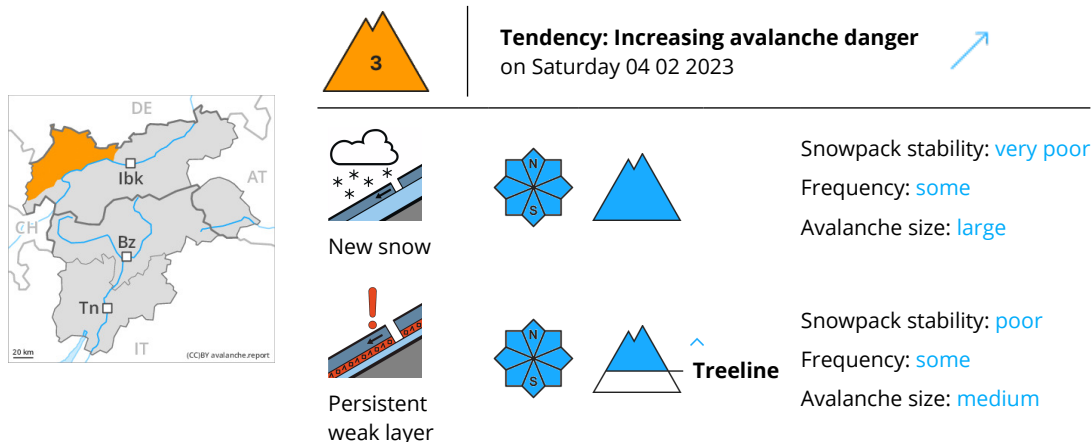 3
Tendency: Increasing avalanche danger
on Saturday 04 02 2023
DE
AT
CH
IT
Ibk
Bz
Tn
20 km
(CC)BY avalanche.report
N
S
New snow
Snowpack stability: very poor
Frequency: some
Avalanche size: large
N
S
Treeline
Persistent
weak layer
Snowpack stability: poor
Frequency: some
Avalanche size: medium